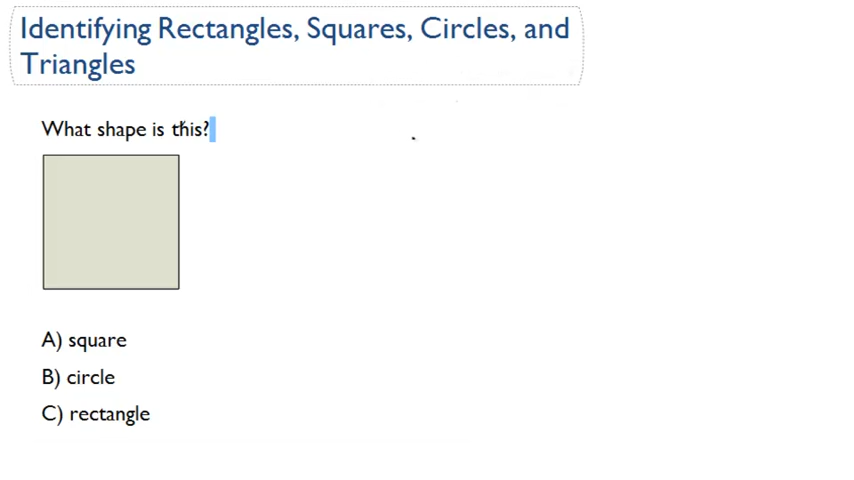 Identifying Rectangles, Squares, Circles, and
Triangles
What shape is this?
A) square
B) circle
C) rectangle